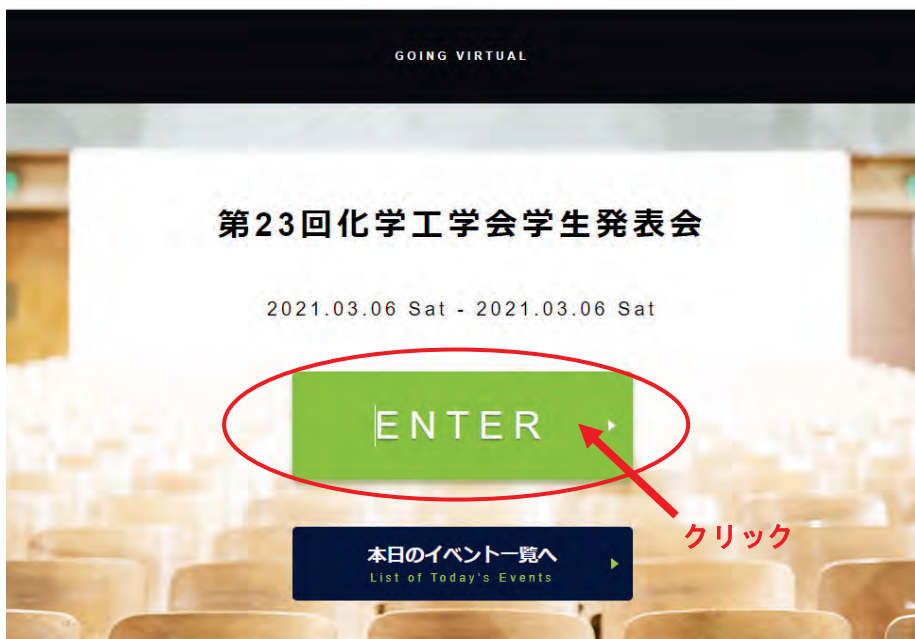 GOING VIRTUAL
第23回化学工学会学生発表会
2021.03.06 Sat - 2021.03.06 Sat
ENTER
クリック
本日のイベント一覧へ
List of Today's Events